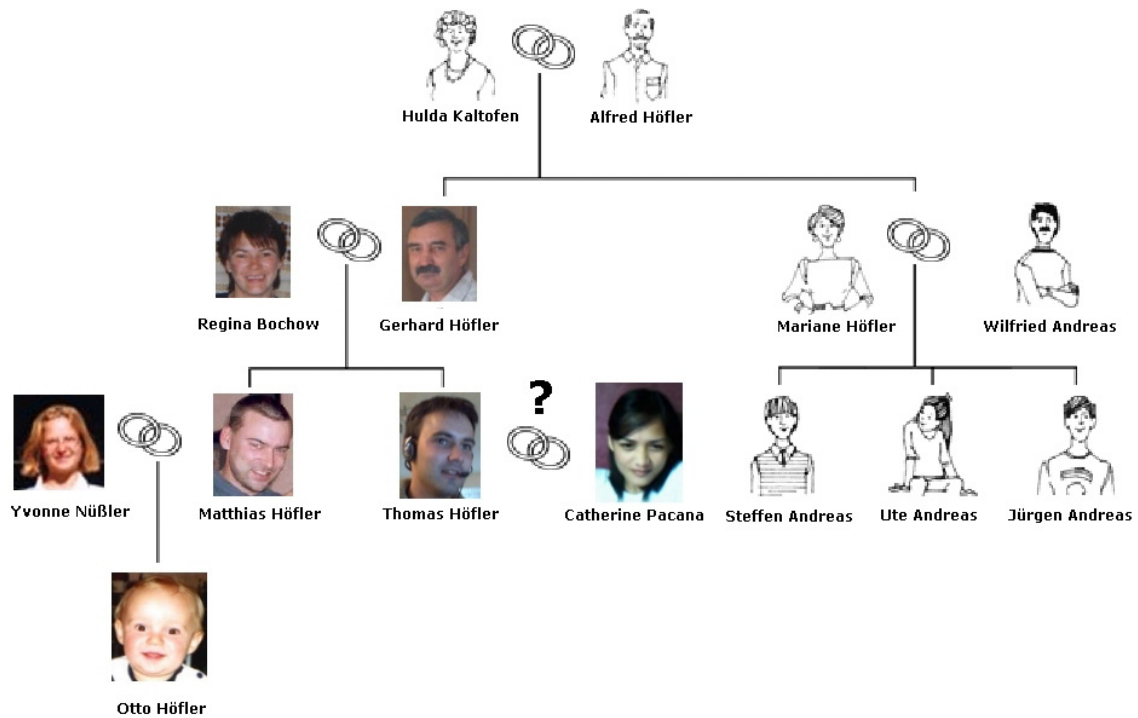 Hulda Kaltofen
Alfred Höfler
Regina Bochow
Gerhard Höfler
Mariane Höfler
Wilfried Andreas
?
Yvonne Nüßler
Matthias Höfler
Thomas Höfler
Catherine Pacana
Steffen Andreas
Ute Andreas
Jürgen Andreas
Otto Höfler